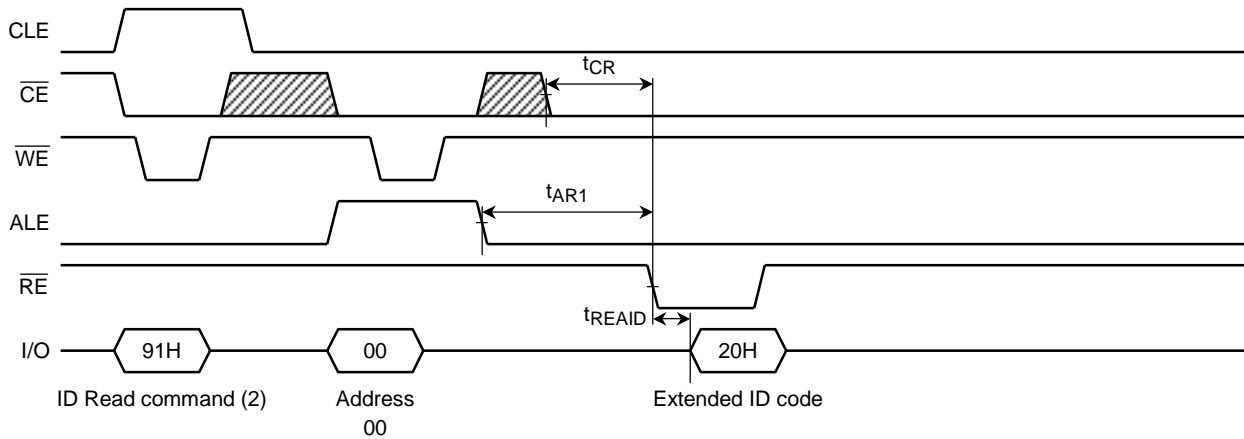 CLE
tCR
CE
WE
tAR1
ALE
RE
tREAID
I/O 91H 00 20H
ID Read command (2) Address Extended ID code
00